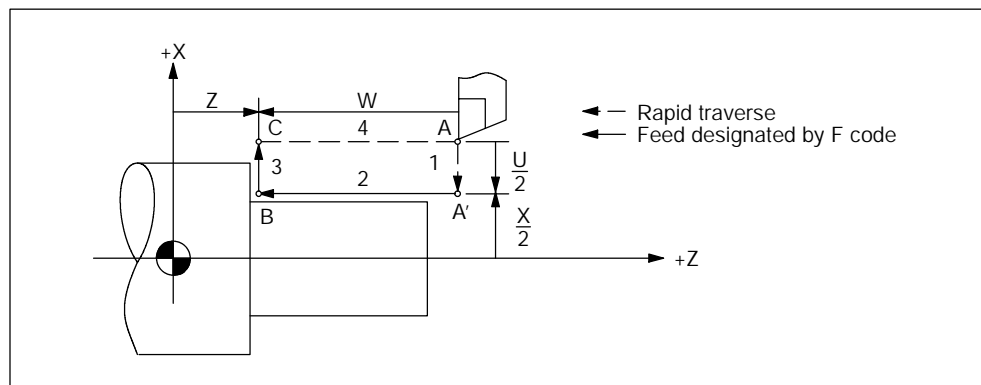 +X
Z
W
C
4
A
Rapid traverse
Feed designated by F code
3
1
U
2
2
B
A′
X
2
+Z